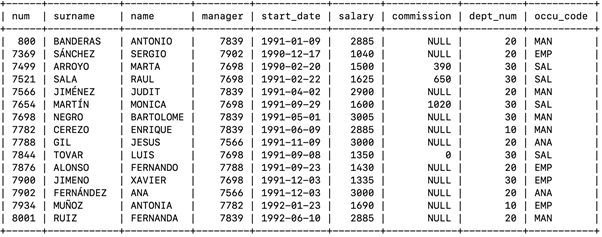 +------+-----------+-----------+---------+------------+--------+------------+----------+-----------+
| num | surname | name | manager | start_date | salary | commission | dept_num | occu_code |
+------+-----------+-----------+---------+------------+--------+------------+----------+-----------+
| 800 | BANDERAS | ANTONIO | 7839 | 1991-01-09 | 2885 | NULL | 20 | MAN |
| 7369 | SÁNCHEZ | SERGIO | 7902 | 1990-12-17 | 1040 | NULL | 20 | EMP |
| 7499 | ARROYO | MARTA | 7698 | 1990-02-20 | 1500 | 390 | 30 | SAL |
| 7521 | SALA | RAUL | 7698 | 1991-02-22 | 1625 | 650 | 30 | SAL |
| 7566 | JIMÉNEZ | JUDIT | 7839 | 1991-04-02 | 2900 | NULL | 20 | MAN |
| 7654 | MARTÍN | MONICA | 7698 | 1991-09-29 | 1600 | 1020 | 30 | SAL |
| 7698 | NEGRO | BARTOLOME | 7839 | 1991-05-01 | 3005 | NULL | 30 | MAN |
| 7782 | CEREZO | ENRIQUE | 7839 | 1991-06-09 | 2885 | NULL | 10 | MAN |
| 7788 | GIL | JESUS | 7566 | 1991-11-09 | 3000 | NULL | 20 | ANA |
| 7844 | TOVAR | LUIS | 7698 | 1991-09-08 | 1350 | 0 | 30 | SAL |
| 7876 | ALONSO | FERNANDO | 7788 | 1991-09-23 | 1430 | NULL | 20 | EMP |
| 7900 | JIMENO | XAVIER | 7698 | 1991-12-03 | 1335 | NULL | 30 | EMP |
| 7902 | FERNÁNDEZ | ANA | 7566 | 1991-12-03 | 3000 | NULL | 20 | ANA |
| 7934 | MUÑOZ | ANTONIA | 7782 | 1992-01-23 | 1690 | NULL | 10 | EMP |
| 8001 | RUIZ | FERNANDA | 7839 | 1992-06-10 | 2885 | NULL | 20 | MAN |
+------+-----------+-----------+---------+------------+--------+------------+----------+-----------+